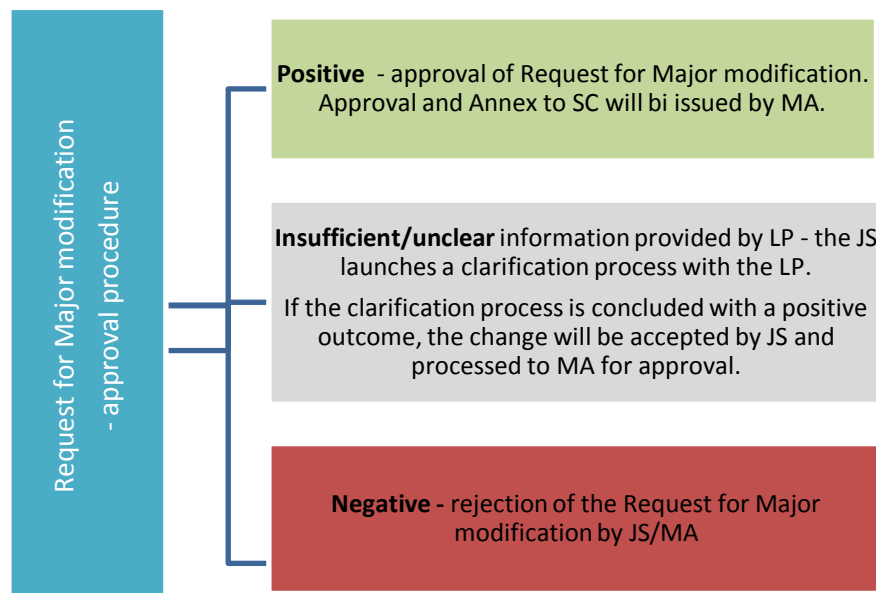 Request for Major modification
- approval procedure
Positive - approval of Request for Major modification.
Approval and Annex to SC will bi issued by MA.
Insufficient/unclear information provided by LP - the JS
launches a clarification process with the LP.
If the clarification process is concluded with a positive
outcome, the change will be accepted by JS and
processed to MA for approval.
Negative - rejection of the Request for Major
modification by JS/MA